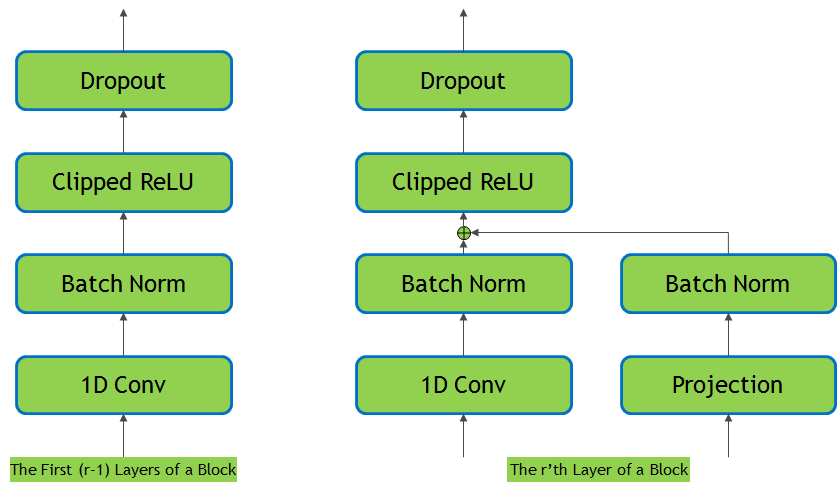 Dropout
Clipped ReLU
Batch Norm
1D Conv
The First (r-1) Layers of a Block
Dropout
Clipped ReLU
Batch Norm
1D Conv
Batch Norm
Projection
The r’th Layer of a Block